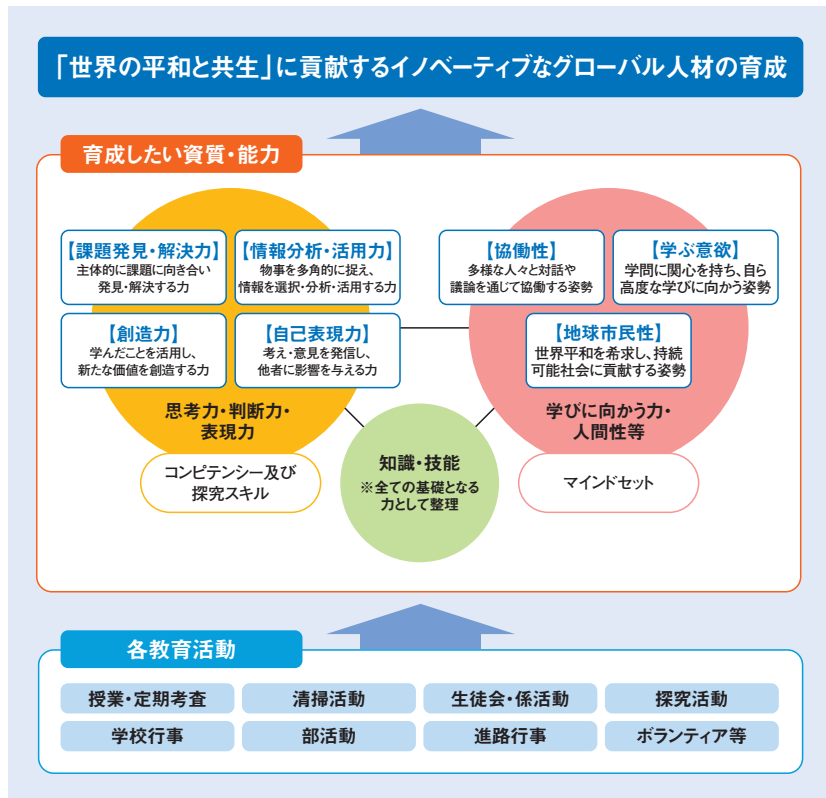 「世界の平和と共生」に貢献するイノベーティブなグローバル人材の育成
育成したい資質・能力
【課題発見・解決力】
主体的に課題に向き合い
発見・解決する力
【情報分析・活用力】
物事を多角的に捉え、
情報を選択・分析・活用する力
【創造力】
学んだことを活用し、
新たな価値を創造する力
【自己表現力】
考え・意見を発信し、
他者に影響を与える力
思考力・判断力・
表現力
コンピテンシー及び
探究スキル
【協働性】
多様な人々と対話や
議論を通じて協働する姿勢
【学ぶ意欲】
学問に関心を持ち、自ら
高度な学びに向かう姿勢
【地球市民性】
世界平和を希求し、持続
可能社会に貢献する姿勢
学びに向かう力・
人間性等
マインドセット
知識・技能
※全ての基礎となる
力として整理
各教育活動
授業・定期考査
清掃活動
生徒会・係活動
探究活動
学校行事
部活動
進路行事
ボランティア等